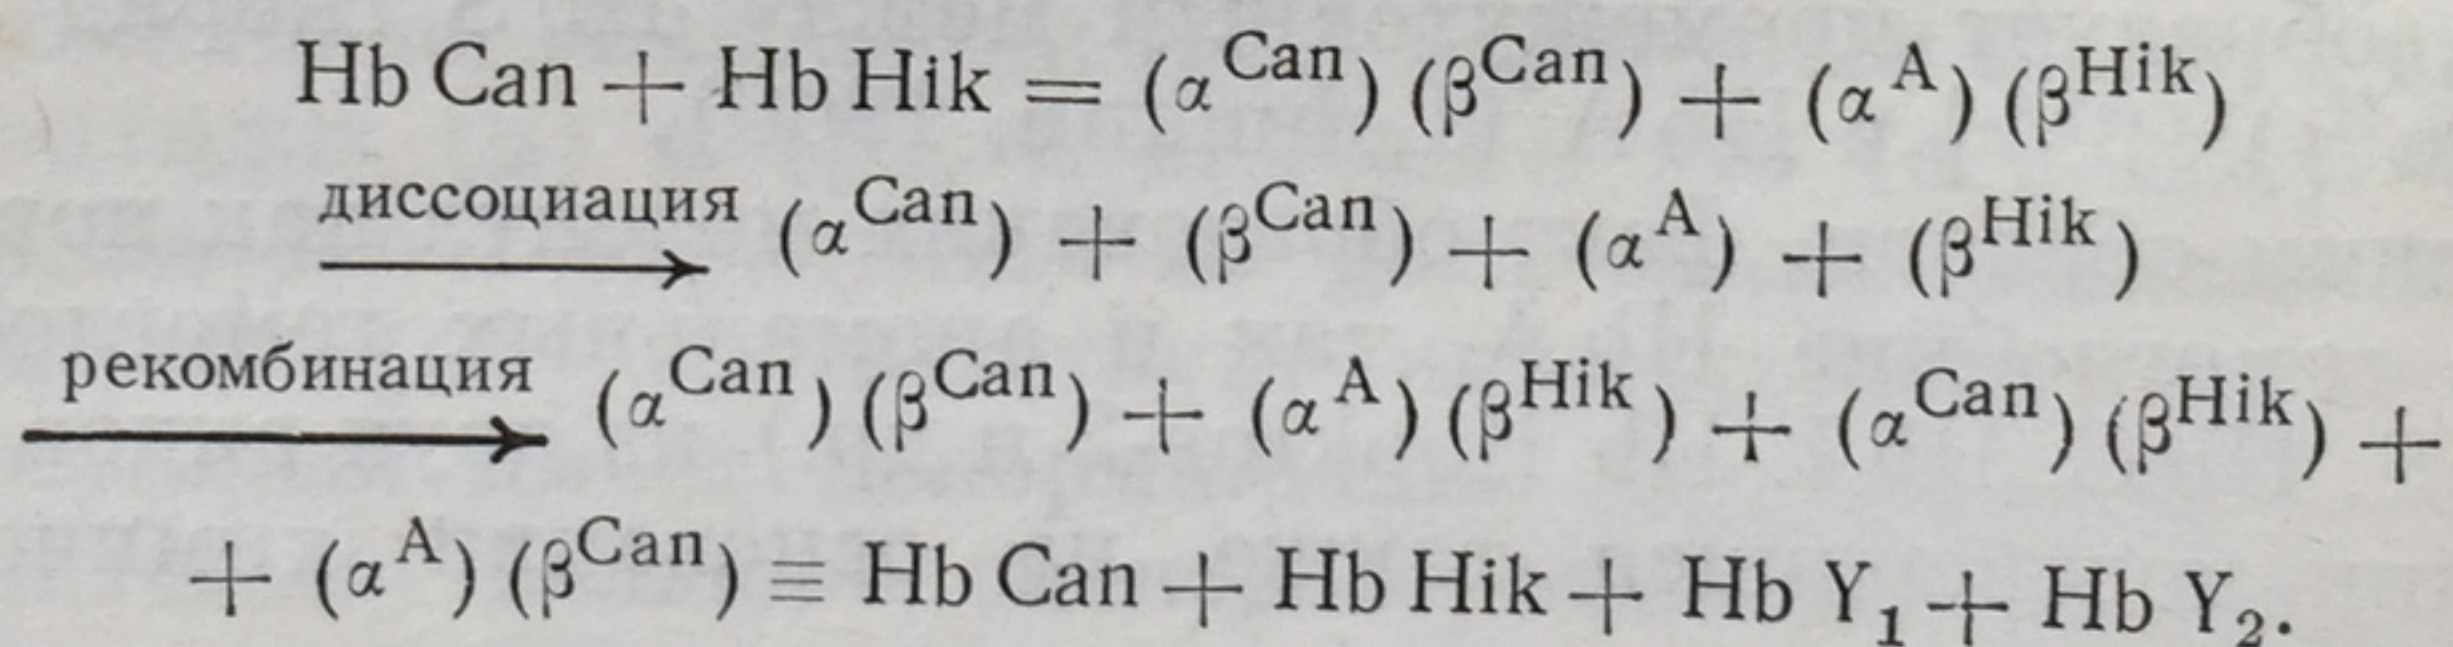 Hb Can + Hb Hik = (α^Can) (β^Can) + (α^A) (β^Hik)
диссоциация (α^Can) + (β^Can) + (α^A) + (β^Hik)
рекомбинация (α^Can) (β^Can) + (α^A) (β^Hik) + (α^Can) (β^Hik) +
+ (α^A) (β^Can) ≡ Hb Can + Hb Hik + Hb Y₁ + Hb Y₂.